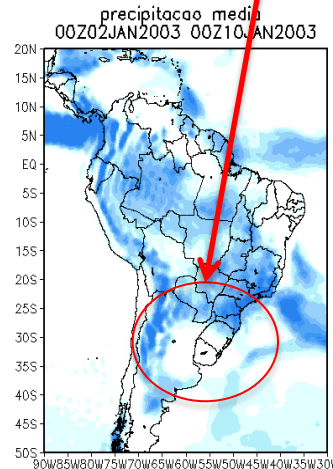 precipitacao media
00Z02JAN2003 00Z10JAN2003
20N
15N
10N
5N
EQ
5S
10S
15S
20S
25S
30S
35S
40S
45S
50S
90W85W80W75W70W65W60W55W50W45W40W35W30W